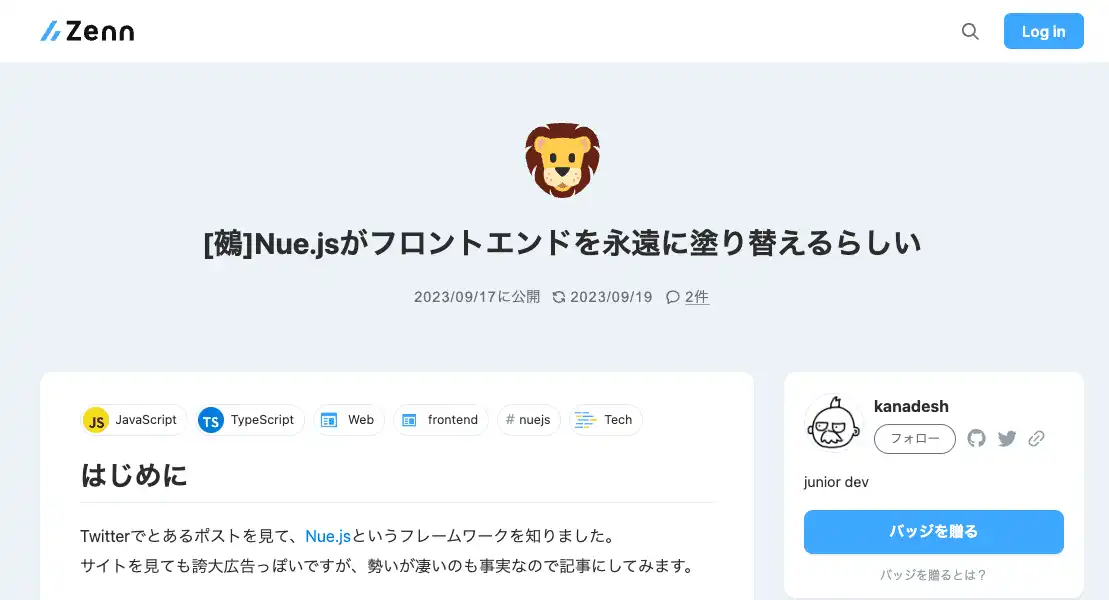 Zenn
Log in
[鵺]Nue.jsがフロントエンドを永遠に塗り替えるらしい
2023/09/17に公開 2023/09/19 2件
JS JavaScript TS TypeScript Web frontend # nuejs Tech
はじめに
Twitterでとあるポストを見て、Nue.jsというフレームワークを知りました。
サイトを見ても誇大広告っぽいですが、勢いが凄いのも事実なので記事にしてみます。
kanadesh
フォロー
junior dev
バッジを贈る
バッジを贈るとは？